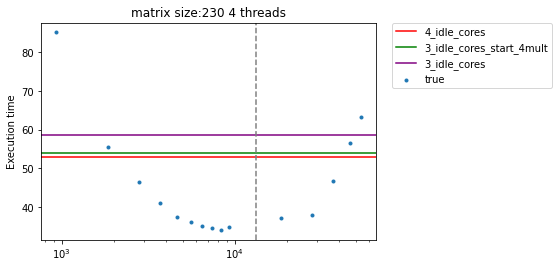 matrix size:230 4 threads
Execution time
80
70
60
50
40
10³
10⁴
4_idle_cores
3_idle_cores_start_4mult
3_idle_cores
true